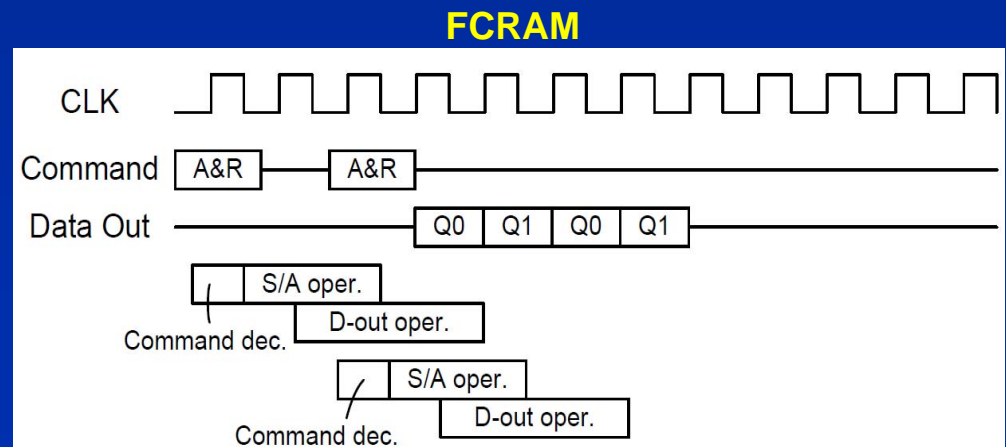 FCRAM
CLK
Command A&R A&R
Data Out Q0 Q1 Q0 Q1
S/A oper.
D-out oper.
Command dec.
S/A oper.
D-out oper.
Command dec.